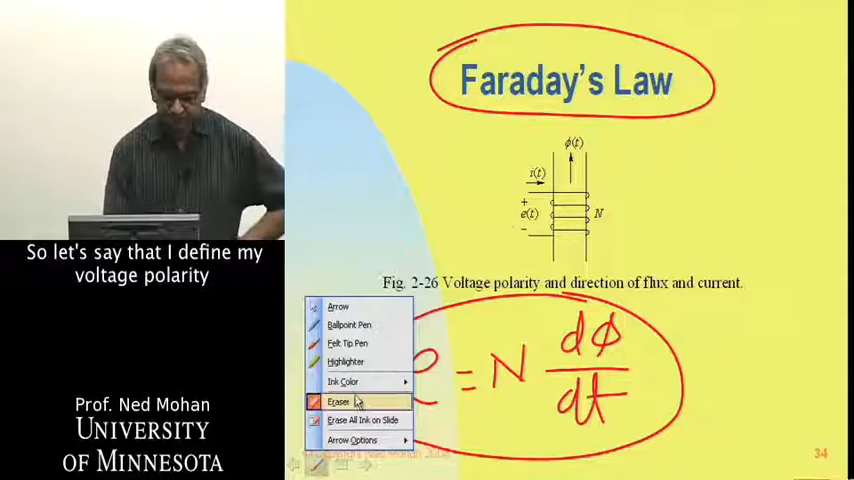 Faraday's Law
ϕ(t)
i(t)
+
e(t)
N
−
Fig. 2-26 Voltage polarity and direction of flux and current.
e = N dϕ/dt
Arrow
Ballpoint Pen
Felt Tip Pen
Highlighter
Ink Color
Eraser
Erase All Ink on Slide
Arrow Options
34
So let's say that I define my
voltage polarity
Prof. Ned Mohan
UNIVERSITY
OF MINNESOTA